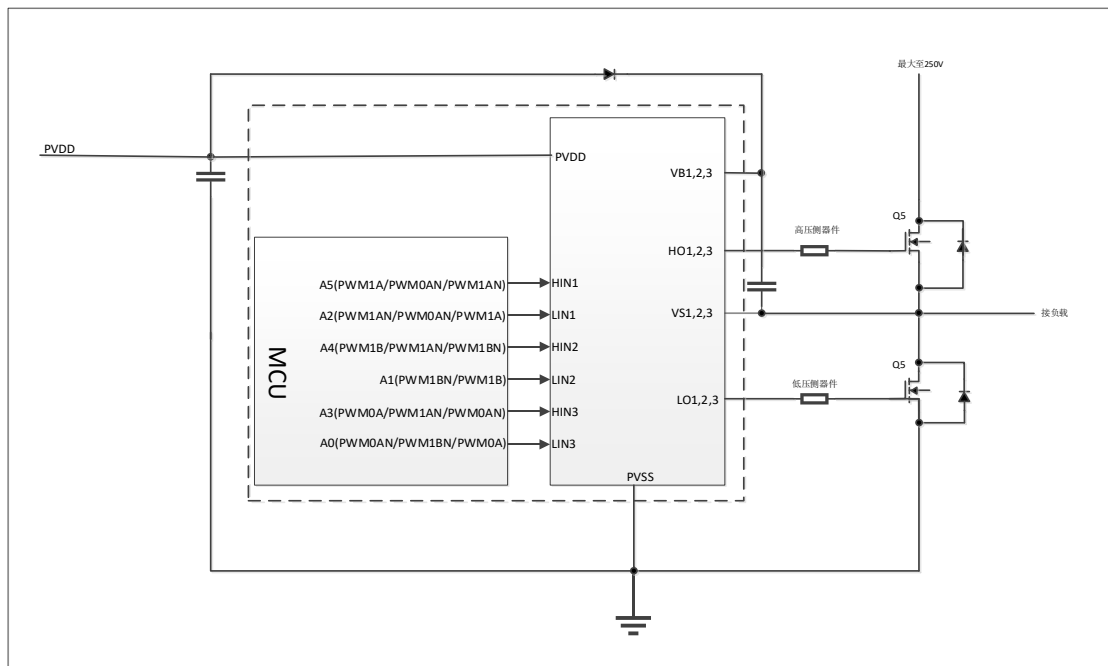 最大至250V
PVDD
PVDD
VB1,2,3
Q5
高压侧器件
HO1,2,3
A5(PWM1A/PWM0AN/PWM1AN)
HIN1
A2(PWM1AN/PWM0AN/PWM1A)
LIN1
VS1,2,3
接负载
A4(PWM1B/PWM1AN/PWM1BN)
HIN2
MCU
A1(PWM1BN/PWM1B)
LIN2
Q5
低压侧器件
LO1,2,3
A3(PWM0A/PWM1AN/PWM0AN)
HIN3
A0(PWM0AN/PWM1BN/PWM0A)
LIN3
PVSS